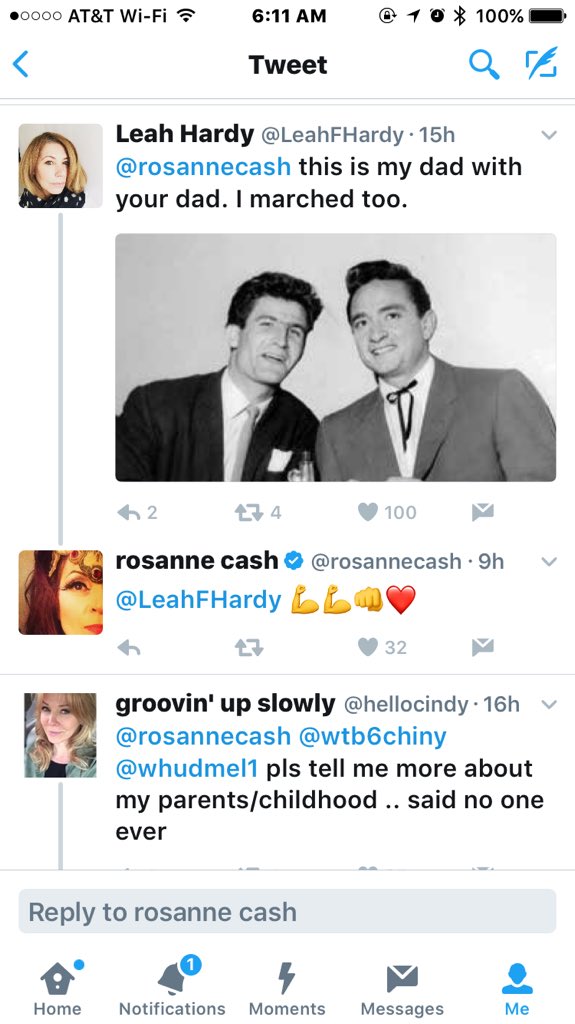 AT&T Wi-Fi 6:11 AM 100%
Tweet
Leah Hardy @LeahFHardy · 15h
@rosannecash this is my dad with
your dad. I marched too.
2 4 100
rosanne cash @rosannecash · 9h
@LeahFHardy 💪💪👊❤️
32
groovin' up slowly @hellocindy · 16h
@rosannecash @wtb6chiny
@whudmel1 pls tell me more about
my parents/childhood .. said no one
ever
Reply to rosanne cash
1
Home Notifications Moments Messages Me